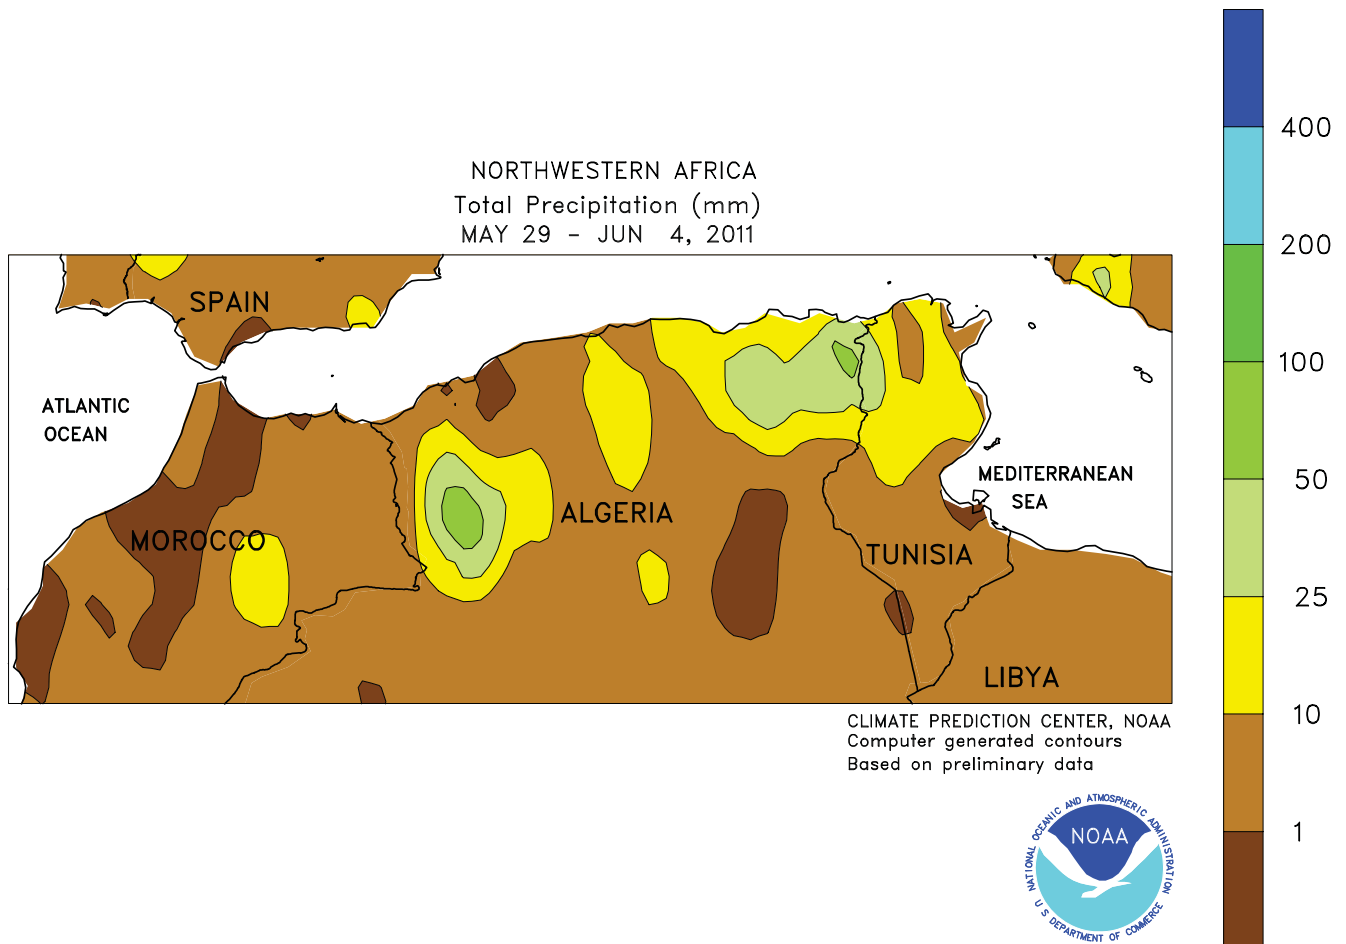 NORTHWESTERN AFRICA
Total Precipitation (mm)
MAY 29 - JUN 4, 2011
SPAIN
ATLANTIC
OCEAN
MEDITERRANEAN
SEA
ALGERIA
MOROCCO
TUNISIA
LIBYA
400
200
100
50
25
10
1
CLIMATE PREDICTION CENTER, NOAA
Computer generated contours
Based on preliminary data
NATIONAL OCEANIC AND ATMOSPHERIC ADMINISTRATION
NOAA
U S DEPARTMENT OF COMMERCE